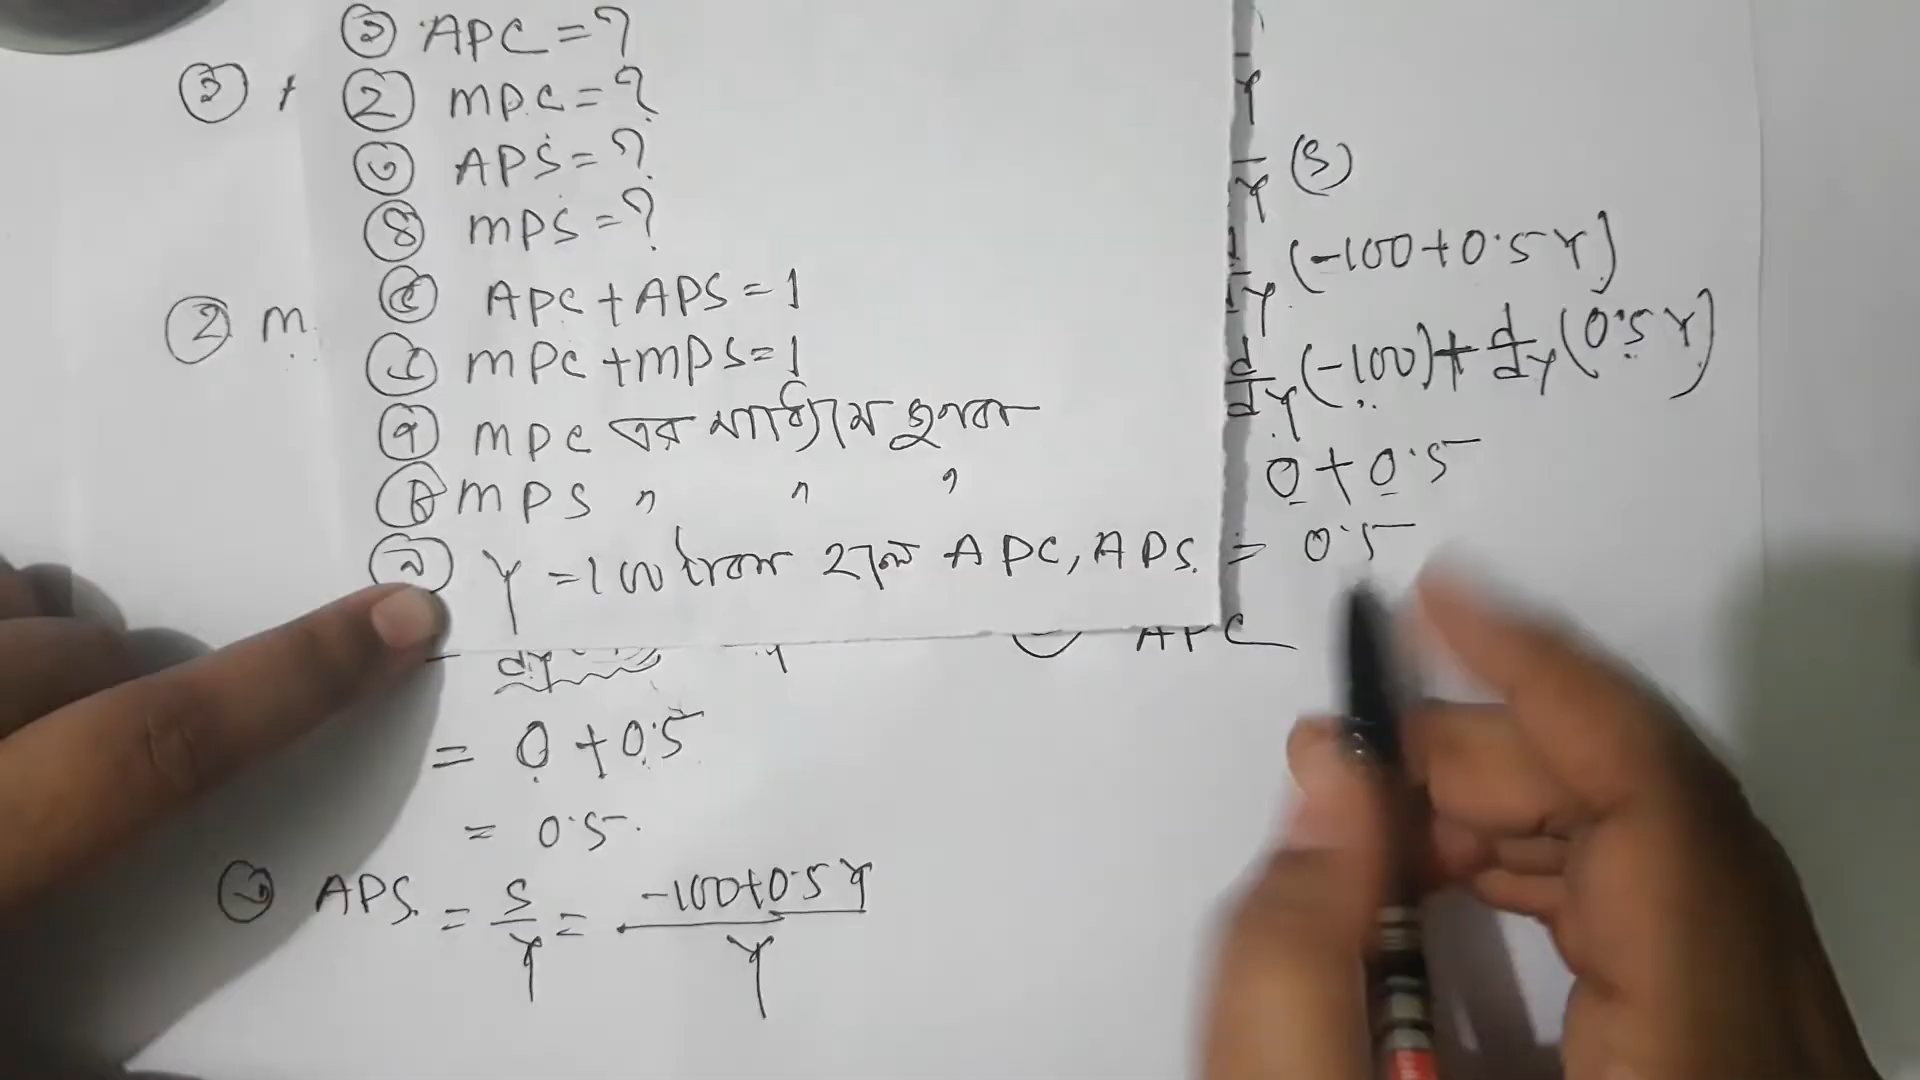 ১ APC = ?
২ MPC = ?
৩ APS = ?
৪ MPS = ?
৫ APC + APS = 1
৬ MPC + MPS = 1
৭ MPC এর মাধ্যমে গুণক
৮ MPS " " "
৯ Y = 100 টাকা হলে APC, APS.
২ M
dY
= 0 + 0.5
= 0.5.
৩ APS. = S/Y = -100+0.5Y/Y
Y
Y (S)
Y (-100+0.5Y)
d/dY (-100) + d/dY (0.5Y)
0 + 0.5
= 0.5
APC